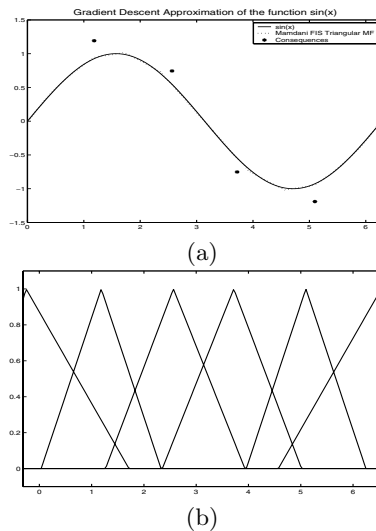 Gradient Descent Approximation of the function sin(x)
sin(x)
Mamdani FIS Triangular MF
Consequences
1.5
1
0.5
0
−0.5
−1
−1.5
0 1 2 3 4 5 6
(a)
1
0.8
0.6
0.4
0.2
0
0 1 2 3 4 5 6
(b)